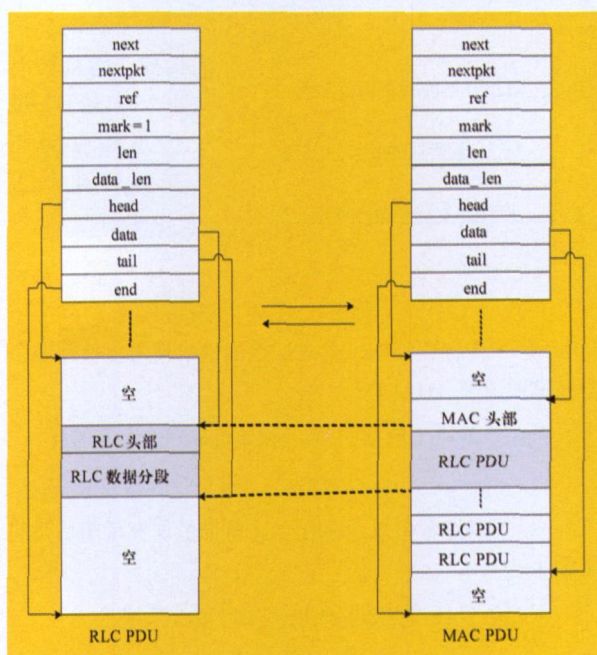 next
nextpkt
ref
mark=1
len
data_len
head
data
tail
end
空
RLC 头部
RLC 数据分段
空
RLC PDU
next
nextpkt
ref
mark
len
data_len
head
data
tail
end
空
MAC 头部
RLC PDU
RLC PDU
RLC PDU
空
MAC PDU